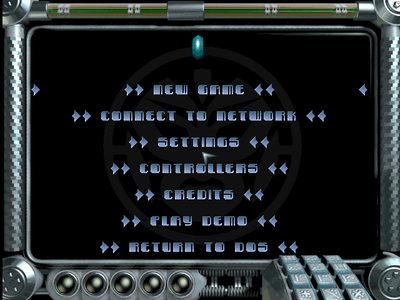 NEW GAME
CONNECT TO NETWORK
SETTINGS
CONTROLLERS
CREDITS
PLAY DEMO
RETURN TO DOS